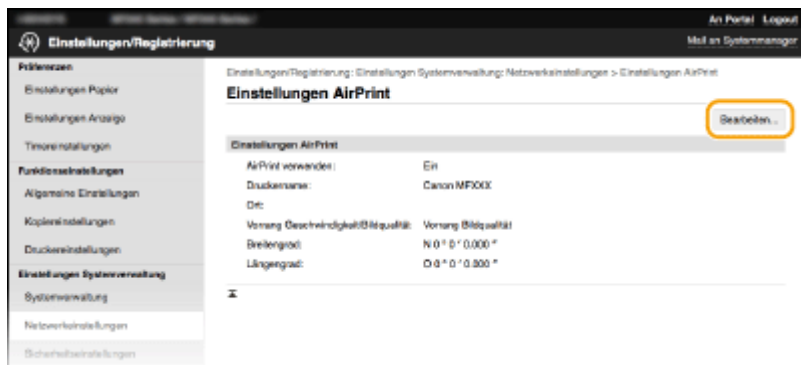 An Portal Logout
Einstellungen/Registrierung
Mail an Systemmanager
Präferenzen
Einstellungen Papier
Einstellungen Anzeige
Timereinstellungen
Funktionseinstellungen
Allgemeine Einstellungen
Kopiereinstellungen
Druckereinstellungen
Einstellungen Systemverwaltung
Systemverwaltung
Netzwerkeinstellungen
Sicherheitseinstellungen
Einstellungen/Registrierung: Einstellungen Systemverwaltung: Netzwerkeinstellungen > Einstellungen AirPrint
Einstellungen AirPrint
Bearbeiten...
Einstellungen AirPrint
AirPrint verwenden: Ein
Druckername: Canon MFXXX
Ort:
Vorrang Geschwindigkeit/Bildqualität: Vorrang Bildqualität
Breitengrad: N 0 ° 0 ' 0.000 "
Längengrad: O 0 ° 0 ' 0.000 "